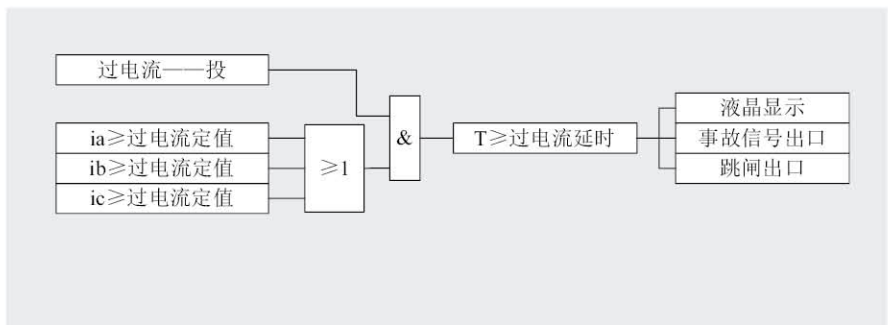 过电流——投
ia≥过电流定值
ib≥过电流定值
ic≥过电流定值
≥1
&
T≥过电流延时
液晶显示
事故信号出口
跳闸出口